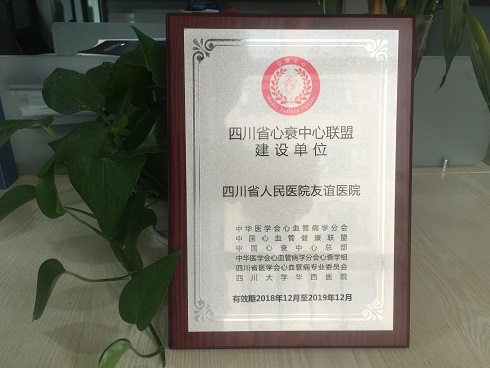 四川省心衰中心联盟
建设单位
四川省人民医院友谊医院
中华医学会心血管病学分会
中国心血管健康联盟
中国心衰中心总部
中华医学会心血管病学分会心衰学组
四川省医学会心血管病专业委员会
四川大学华西医院
有效期2018年12月至2019年12月